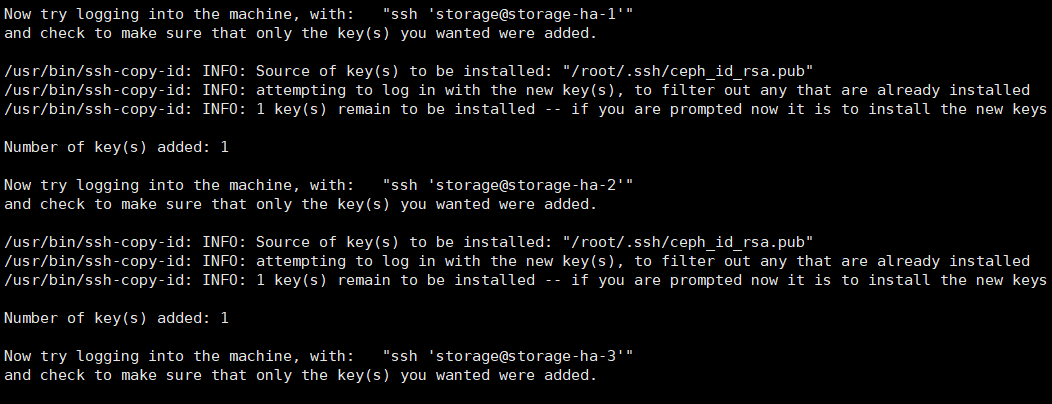 Now try logging into the machine, with:   "ssh 'storage@storage-ha-1'"
and check to make sure that only the key(s) you wanted were added.
/usr/bin/ssh-copy-id: INFO: Source of key(s) to be installed: "/root/.ssh/ceph_id_rsa.pub"
/usr/bin/ssh-copy-id: INFO: attempting to log in with the new key(s), to filter out any that are already installed
/usr/bin/ssh-copy-id: INFO: 1 key(s) remain to be installed -- if you are prompted now it is to install the new keys
Number of key(s) added: 1
Now try logging into the machine, with:   "ssh 'storage@storage-ha-2'"
and check to make sure that only the key(s) you wanted were added.
/usr/bin/ssh-copy-id: INFO: Source of key(s) to be installed: "/root/.ssh/ceph_id_rsa.pub"
/usr/bin/ssh-copy-id: INFO: attempting to log in with the new key(s), to filter out any that are already installed
/usr/bin/ssh-copy-id: INFO: 1 key(s) remain to be installed -- if you are prompted now it is to install the new keys
Number of key(s) added: 1
Now try logging into the machine, with:   "ssh 'storage@storage-ha-3'"
and check to make sure that only the key(s) you wanted were added.